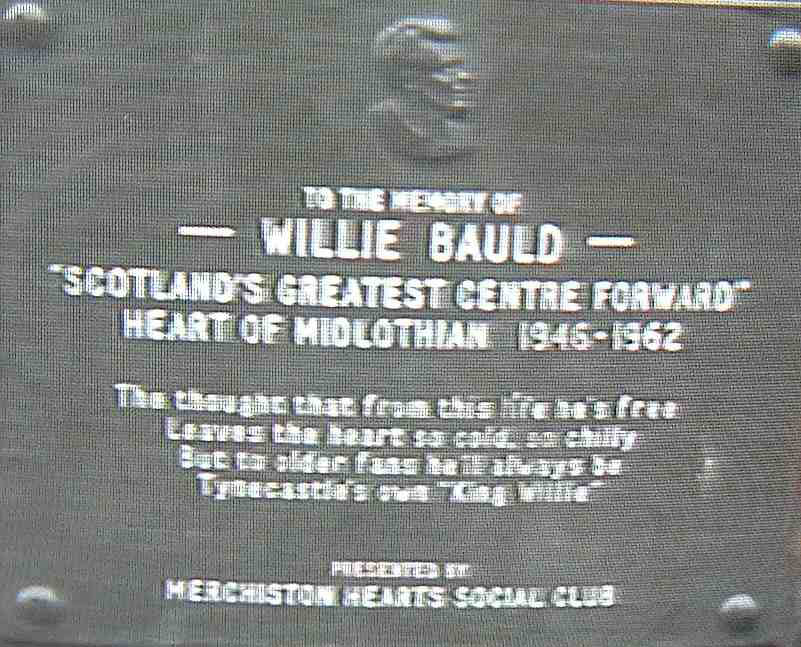 TO THE MEMORY OF
— WILLIE BAULD —
"SCOTLAND'S GREATEST CENTRE FORWARD"
HEART OF MIDLOTHIAN 1946-1962
The thought that from this life he's free
Leaves the heart so cold, so chilly
But to older fans he'll always be
Tynecastle's own "King Willie"
PRESENTED BY
MERCHISTON HEARTS SOCIAL CLUB